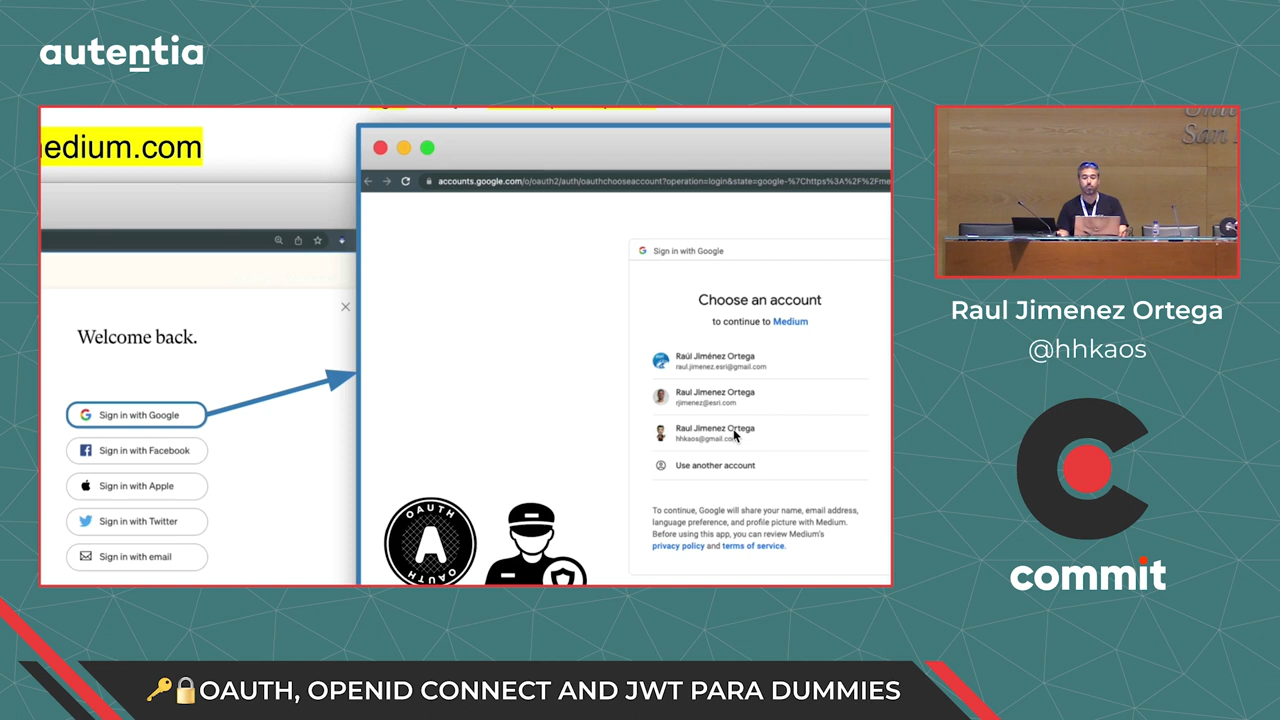 autentia
edium.com
accounts.google.com/o/oauth2/auth/oauthchooseaccount?operation=login&state=google-%7Chttps%3A%2F%2Fme
Welcome back.
Sign in with Google
Sign in with Facebook
Sign in with Apple
Sign in with Twitter
Sign in with email
Sign in with Google
Choose an account
to continue to Medium
Raúl Jiménez Ortega
raul.jimenez.esri@gmail.com
Raul Jimenez Ortega
rjimenez@esri.com
Raul Jimenez Ortega
Use another account
To continue, Google will share your name, email address,
language preference, and profile picture with Medium.
Before using this app, you can review Medium's
privacy policy and terms of service.
OAUTH
A
OAUTH
San
Raul Jimenez Ortega
@hhkaos
commit
OAUTH, OPENID CONNECT AND JWT PARA DUMMIES